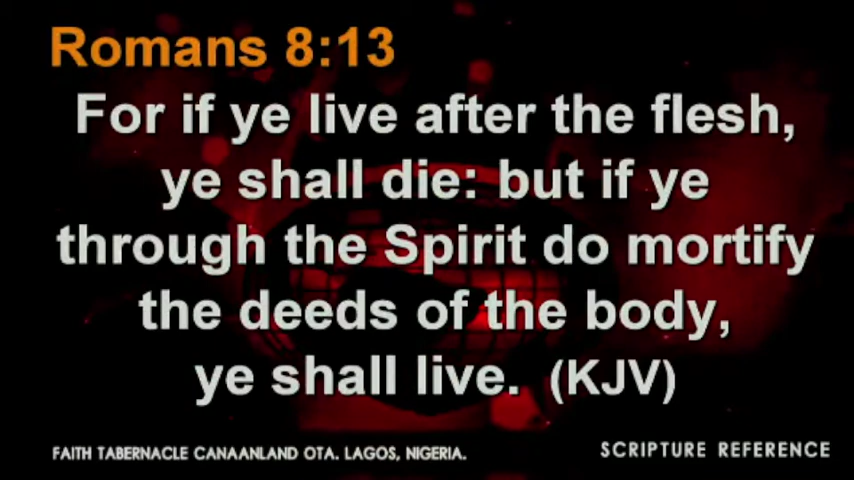 Romans 8:13
For if ye live after the flesh,
ye shall die: but if ye
through the Spirit do mortify
the deeds of the body,
ye shall live. (KJV)
FAITH TABERNACLE CANAANLAND OTA. LAGOS, NIGERIA.
SCRIPTURE REFERENCE